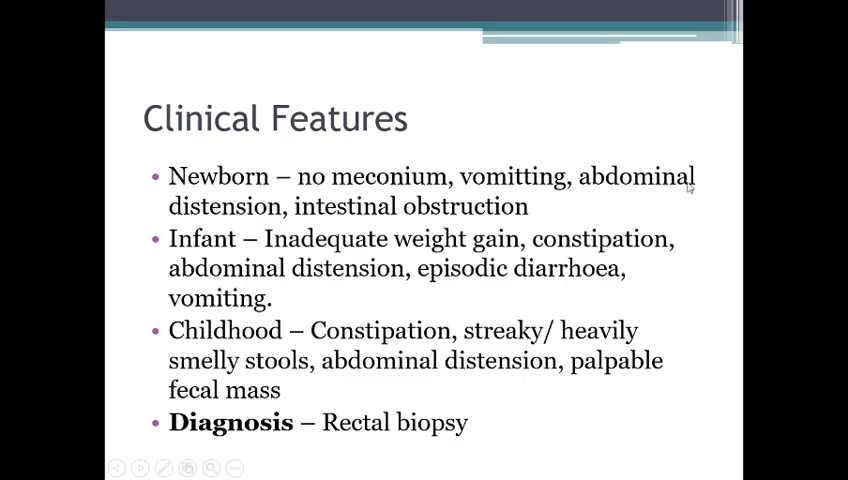 Clinical Features
• Newborn – no meconium, vomitting, abdominal
distension, intestinal obstruction
• Infant – Inadequate weight gain, constipation,
abdominal distension, episodic diarrhoea,
vomiting.
• Childhood – Constipation, streaky/ heavily
smelly stools, abdominal distension, palpable
fecal mass
• Diagnosis – Rectal biopsy